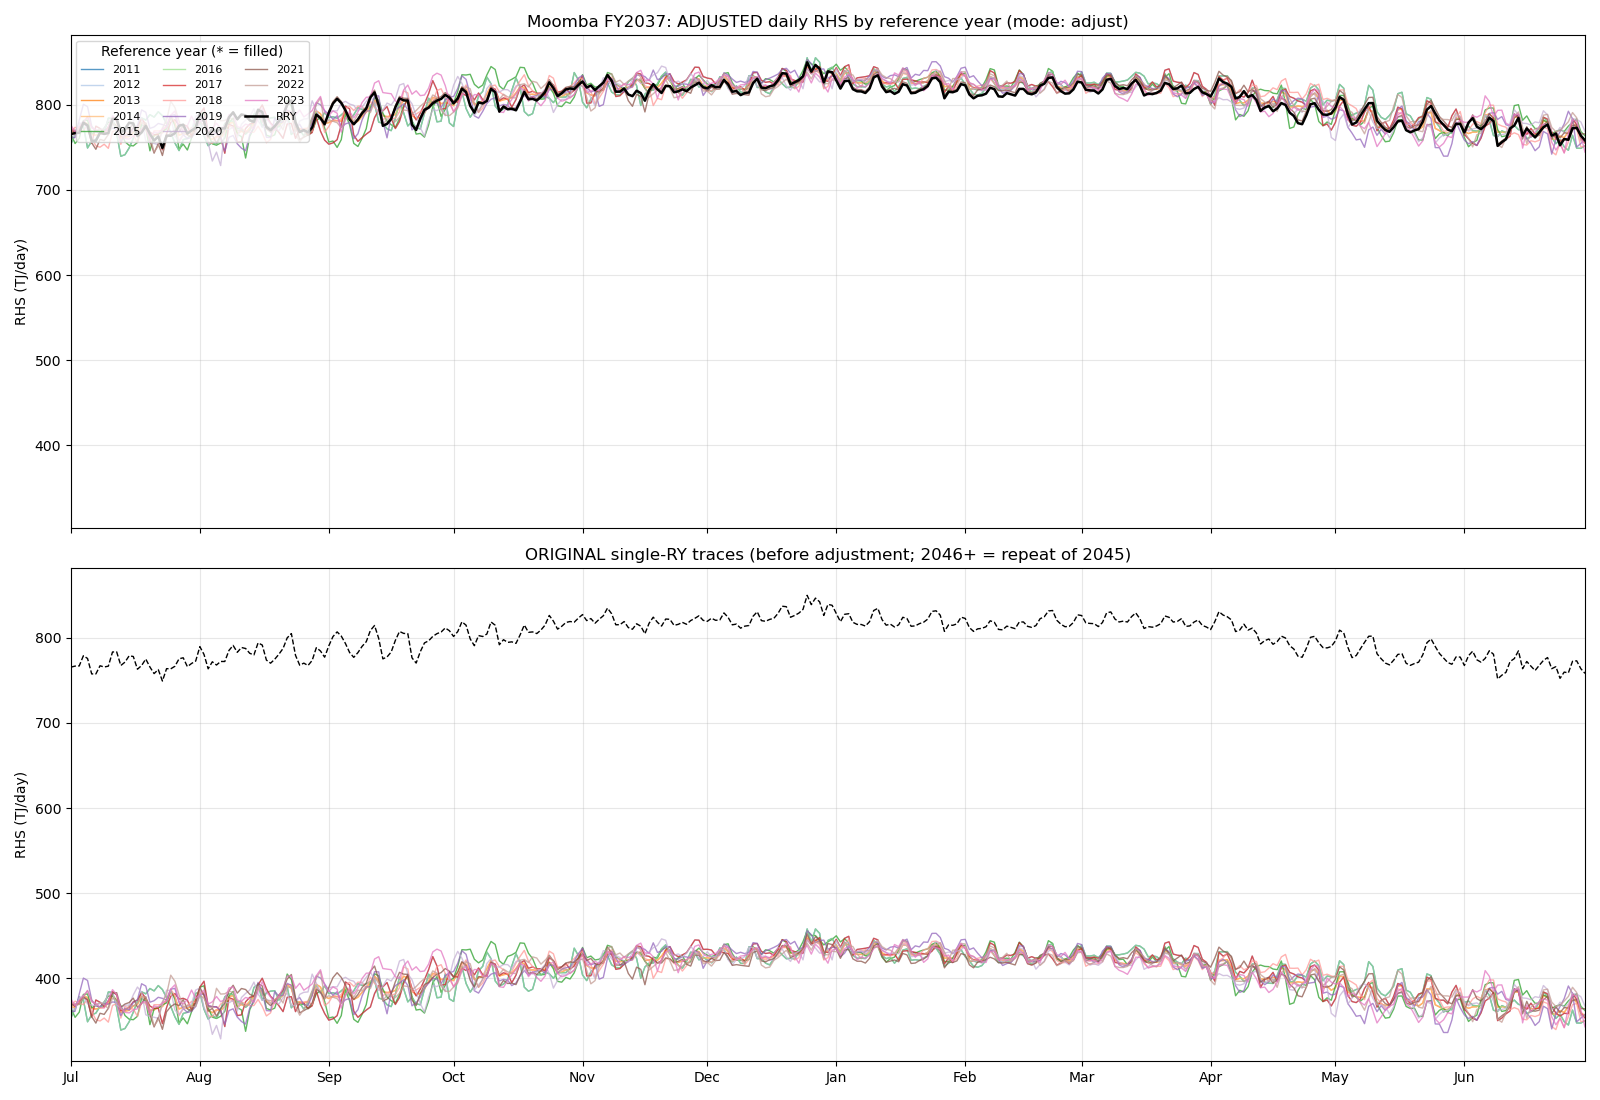 Moomba FY2037: ADJUSTED daily RHS by reference year (mode: adjust)
Reference year (* = filled)
2011 2016 2021
2012 2017 2022
2013 2018 2023
2014 2019 RRY
2015 2020
RHS (TJ/day)
800
700
600
500
400
ORIGINAL single-RY traces (before adjustment; 2046+ = repeat of 2045)
RHS (TJ/day)
800
700
600
500
400
Jul Aug Sep Oct Nov Dec Jan Feb Mar Apr May Jun